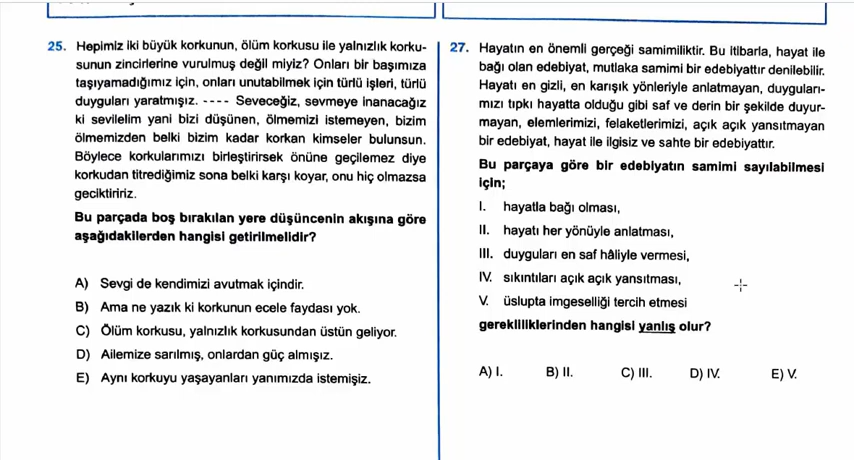 25. Hepimiz iki büyük korkunun, ölüm korkusu ile yalnızlık korku-
sunun zincirlerine vurulmuş değil miyiz? Onları bir başımıza
taşıyamadığımız için, onları unutabilmek için türlü işleri, türlü
duyguları yaratmışız. ---- Seveceğiz, sevmeye inanacağız
ki sevilelim yani bizi düşünen, ölmemizi istemeyen, bizim
ölmemizden belki bizim kadar korkan kimseler bulunsun.
Böylece korkularımızı birleştirirsek önüne geçilemez diye
korkudan titrediğimiz sona belki karşı koyar, onu hiç olmazsa
geciktiririz.
Bu parçada boş bırakılan yere düşüncenin akışına göre
aşağıdakilerden hangisi getirilmelidir?
A) Sevgi de kendimizi avutmak içindir.
B) Ama ne yazık ki korkunun ecele faydası yok.
C) Ölüm korkusu, yalnızlık korkusundan üstün geliyor.
D) Ailemize sarılmış, onlardan güç almışız.
E) Aynı korkuyu yaşayanları yanımızda istemişiz.
27. Hayatın en önemli gerçeği samimiliktir. Bu itibarla, hayat ile
bağı olan edebiyat, mutlaka samimi bir edebiyattır denilebilir.
Hayatı en gizli, en karışık yönleriyle anlatmayan, duyguları-
mızı tıpkı hayatta olduğu gibi saf ve derin bir şekilde duyur-
mayan, elemlerimizi, felaketlerimizi, açık açık yansıtmayan
bir edebiyat, hayat ile ilgisiz ve sahte bir edebiyattır.
Bu parçaya göre bir edebiyatın samimi sayılabilmesi
için;
I. hayatla bağı olması,
II. hayatı her yönüyle anlatması,
III. duyguları en saf hâliyle vermesi,
IV. sıkıntıları açık açık yansıtması,
V. üslupta imgeselliği tercih etmesi
gerekliliklerinden hangisi yanlış olur?
A) I. B) II. C) III. D) IV. E) V.